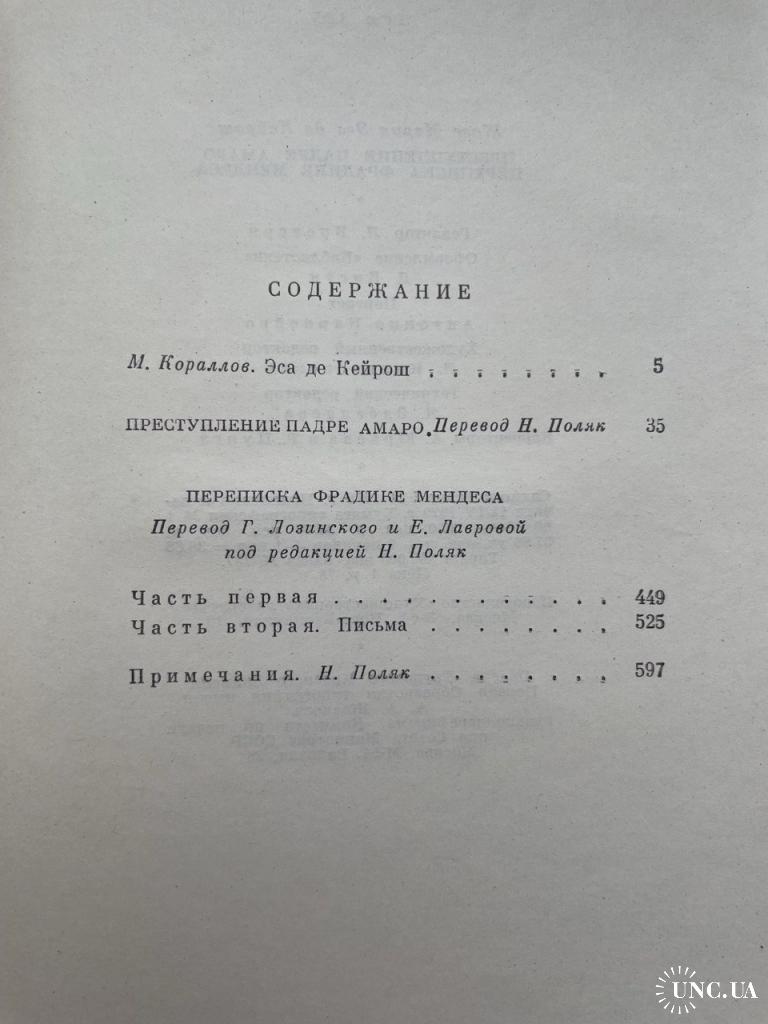 СОДЕРЖАНИЕ
М. Кораллов. Эса де Кейрош . . . . . . . . 5
ПРЕСТУПЛЕНИЕ ПАДРЕ АМАРО. Перевод Н. Поляк 35
ПЕРЕПИСКА ФРАДИКЕ МЕНДЕСА
Перевод Г. Лозинского и Е. Лавровой
под редакцией Н. Поляк
Часть первая . . . . . . . . . . . . 449
Часть вторая. Письма . . . . . . . . 525
Примечания. Н. Поляк . . . . . . . . 597
UNC.UA